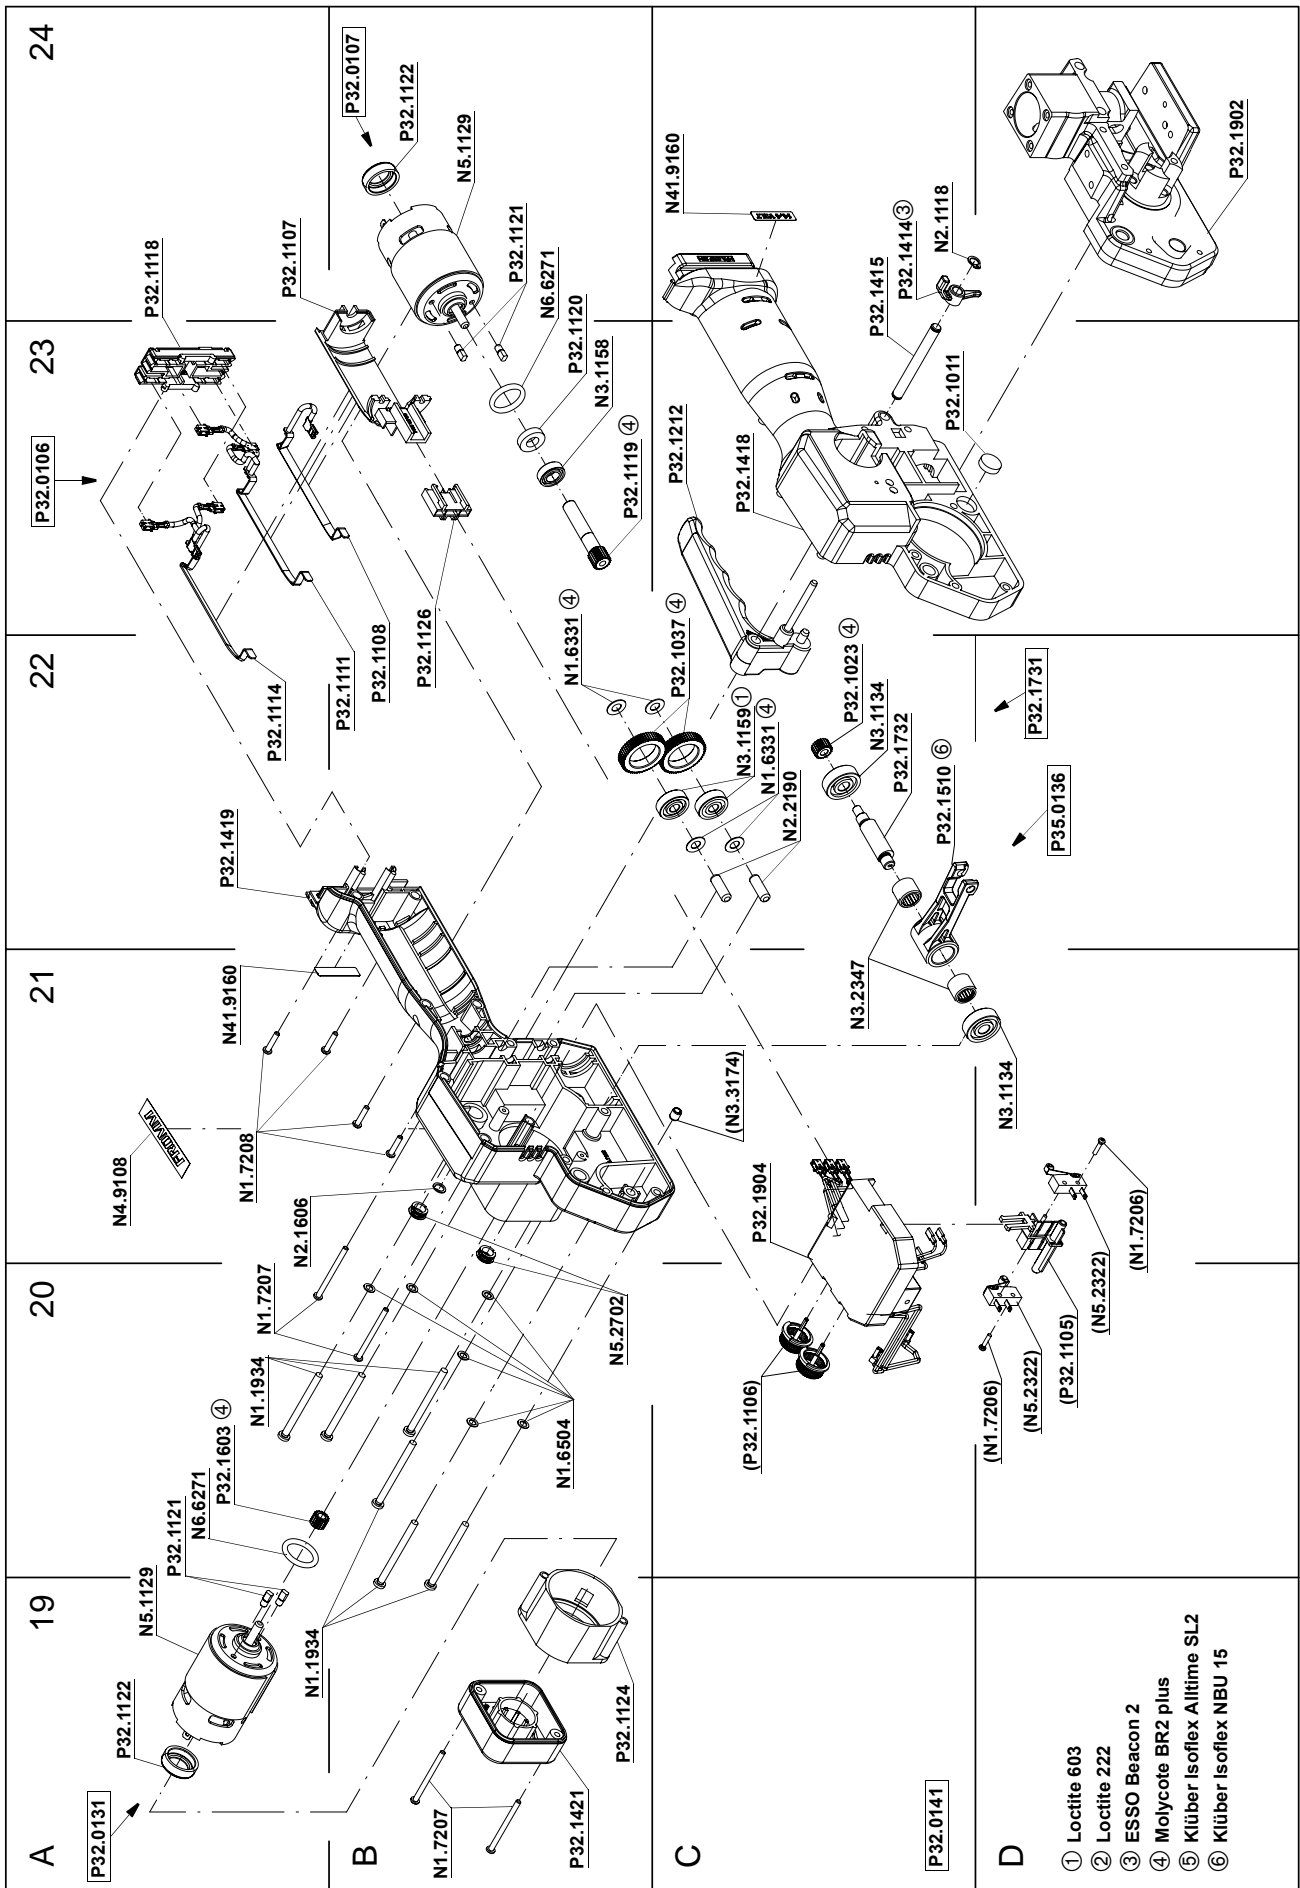 19
20
21
22
23
24
A
B
C
D
P32.0131
P32.1122
N5.1129
P32.1121
N6.6271
P32.1603 ④
N1.1934
N1.7207
N2.1606
N1.7208
N4.9108
PRIDIMM
N41.9160
P32.1419
P32.1114
P32.1111
P32.1108
P32.1126
P32.0106
P32.1118
P32.1107
P32.0107
P32.1122
N5.1129
P32.1121
N6.6271
P32.1120
N3.1158
P32.1119 ④
N1.7207
P32.1421
P32.1124
N1.1934
N1.6504
N5.2702
N1.6331 ④
P32.1037 ④
N3.1159 ①
N1.6331 ④
N2.2190
P32.1212
P32.1418
N41.9160
14.4 VOLT
P32.1415
P32.1414 ③
N2.1118
P32.1011
P32.1902
(N3.3174)
P32.1904
(P32.1106)
(N1.7206)
(N5.2322)
(P32.1105)
(N5.2322)
(N1.7206)
P32.1023 ④
N3.1134
P32.1732
P32.1510 ⑥
N3.2347
N3.1134
P32.1731
P35.0136
P32.0141
① Loctite 603
② Loctite 222
③ ESSO Beacon 2
④ Molycote BR2 plus
⑤ Klüber Isoflex Alltime SL2
⑥ Klüber Isoflex NBU 15